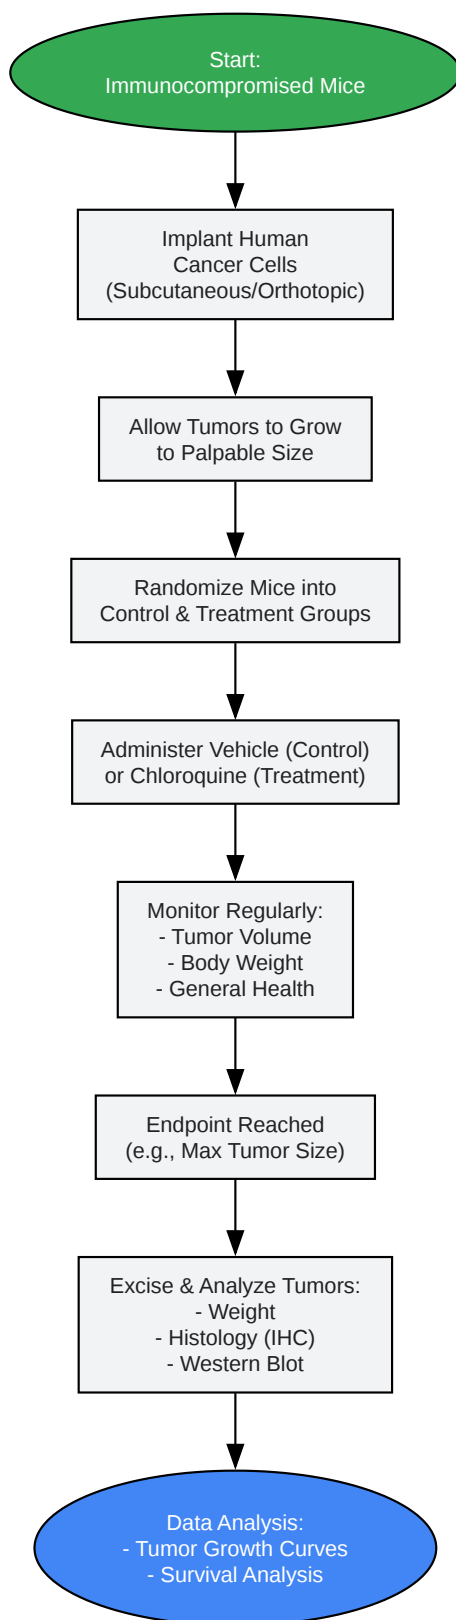 Start:
Immunocompromised Mice
Implant Human
Cancer Cells
(Subcutaneous/Orthotopic)
Allow Tumors to Grow
to Palpable Size
Randomize Mice into
Control & Treatment Groups
Administer Vehicle (Control)
or Chloroquine (Treatment)
Monitor Regularly:
- Tumor Volume
- Body Weight
- General Health
Endpoint Reached
(e.g., Max Tumor Size)
Excise & Analyze Tumors:
- Weight
- Histology (IHC)
- Western Blot
Data Analysis:
- Tumor Growth Curves
- Survival Analysis